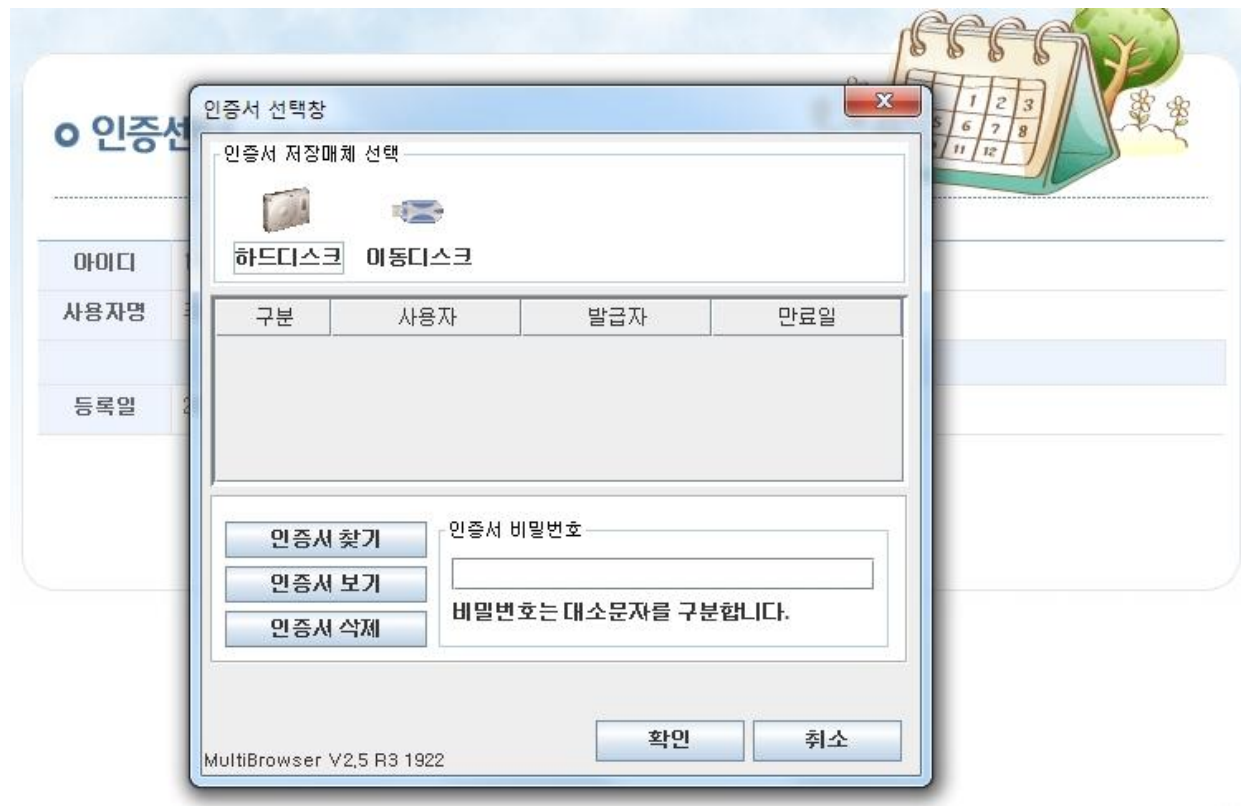 인증서 선택창
인증서 저장매체 선택
하드디스크 이동디스크
구분 사용자 발급자 만료일
인증서 찾기
인증서 보기
인증서 삭제
인증서 비밀번호
비밀번호는 대소문자를 구분합니다.
확인 취소
MultiBrowser V2,5 R3 1922
아이디
사용자명
등록일
1 2 3
6 7 8
11 12